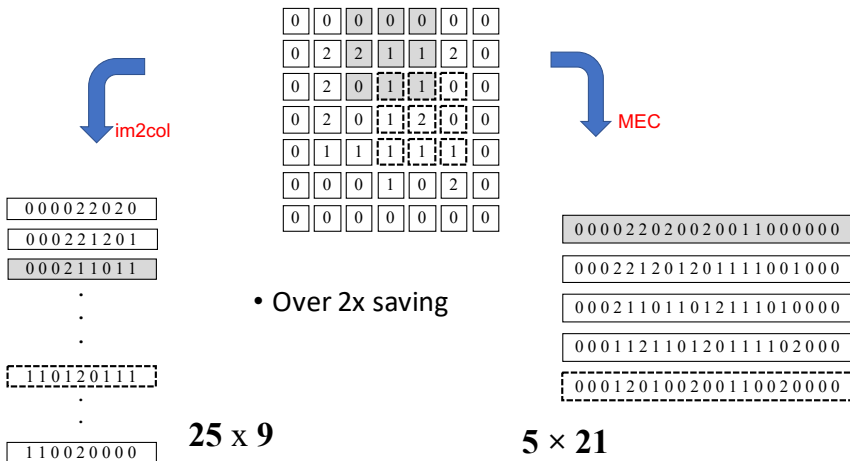 0 0 0 0 0 0 0
0 2 2 1 1 2 0
0 2 0 1 1 0 0
0 2 0 1 2 0 0
0 1 1 1 1 1 0
0 0 0 1 0 2 0
0 0 0 0 0 0 0
im2col
MEC
0 0 0 0 2 2 0 2 0
0 0 0 2 2 1 2 0 1
0 0 0 2 1 1 0 1 1
.
.
.
1 1 0 1 2 0 1 1 1
.
.
1 1 0 0 2 0 0 0 0
25 x 9
• Over 2x saving
0 0 0 0 2 2 0 2 0 0 2 0 0 1 1 0 0 0 0 0 0
0 0 0 2 2 1 2 0 1 2 0 1 1 1 1 0 0 1 0 0 0
0 0 0 2 1 1 0 1 1 0 1 2 1 1 1 0 1 0 0 0 0
0 0 0 1 1 2 1 1 0 1 2 0 1 1 1 1 0 2 0 0 0
0 0 0 1 2 0 1 0 0 2 0 0 1 1 0 0 2 0 0 0 0
5 × 21